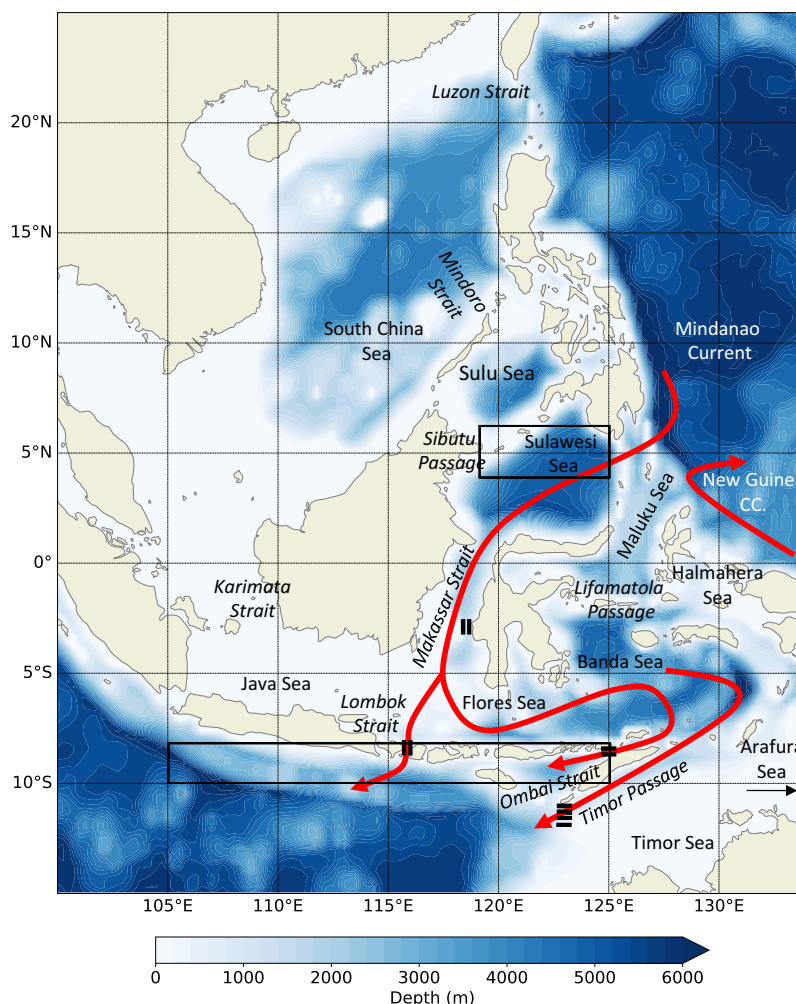 Luzon Strait
20°N
15°N
Mindoro
Strait
South China
Sea
10°N
Mindanao
Current
Sulu Sea
Sibutu
Passage
Sulawesi
Sea
5°N
New Guine
CC.
Maluku Sea
0°
Makassar Strait
Karimata
Strait
Lifamatola
Passage
Halmahera
Sea
Banda Sea
5°S
Java Sea
Lombok
Strait
Flores Sea
Arafura
Sea
10°S
Ombai Strait
Timor Passage
Timor Sea
105°E 110°E 115°E 120°E 125°E 130°E
0 1000 2000 3000 4000 5000 6000
Depth (m)